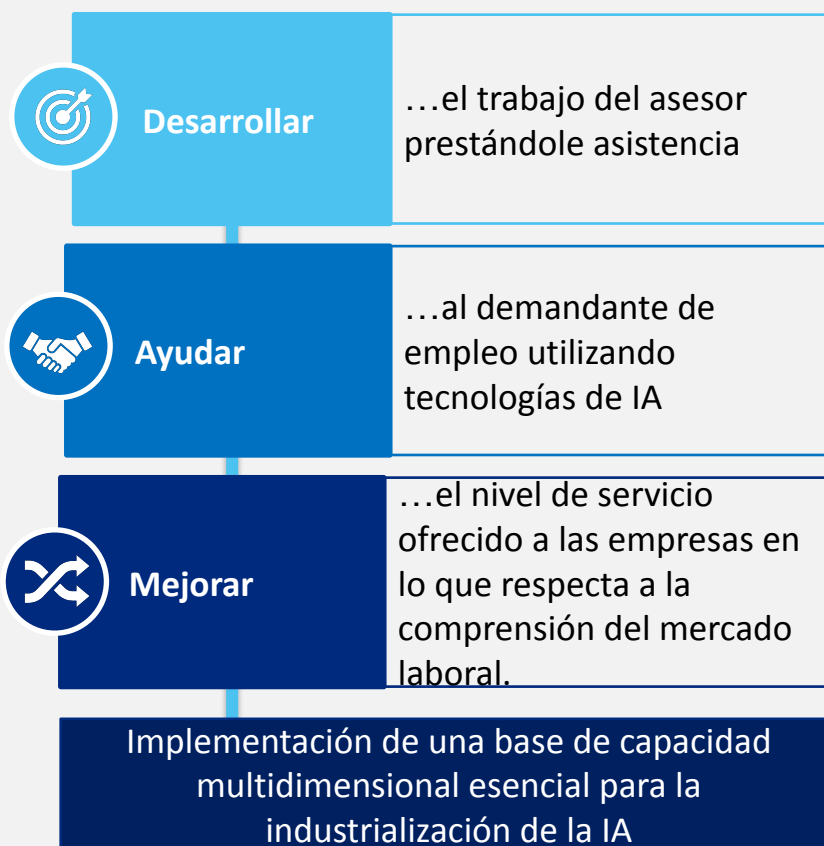 Desarrollar
…el trabajo del asesor
prestándole asistencia
Ayudar
…al demandante de
empleo utilizando
tecnologías de IA
Mejorar
…el nivel de servicio
ofrecido a las empresas en
lo que respecta a la
comprensión del mercado
laboral.
Implementación de una base de capacidad
multidimensional esencial para la
industrialización de la IA